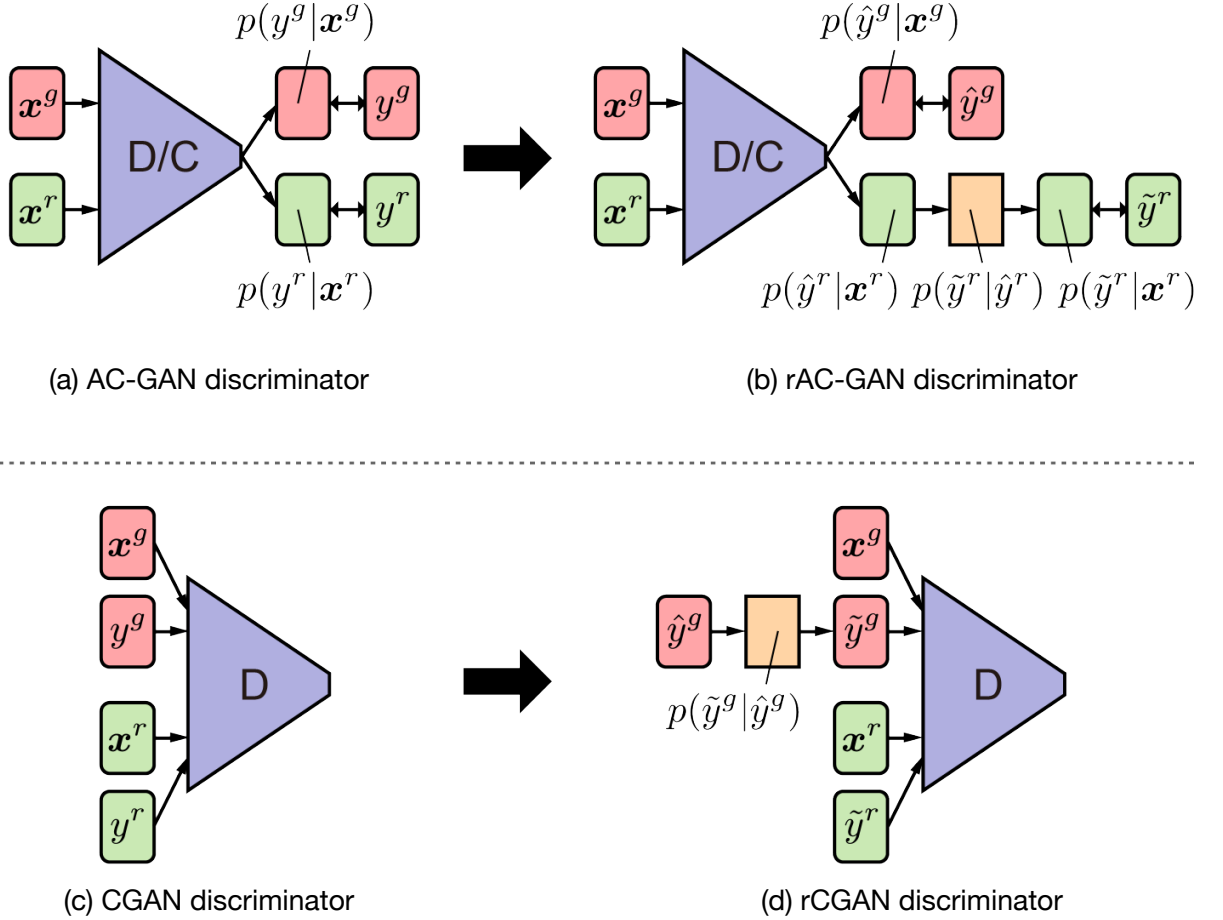 p(y^g|x^g)
x^g
D/C
y^g
x^r
y^r
p(y^r|x^r)
(a) AC-GAN discriminator
p(ŷ^g|x^g)
x^g
D/C
ŷ^g
x^r
ỹ^r
p(ŷ^r|x^r) p(ỹ^r|ŷ^r) p(ỹ^r|x^r)
(b) rAC-GAN discriminator
x^g
y^g
D
x^r
y^r
(c) CGAN discriminator
x^g
ŷ^g
ỹ^g
p(ỹ^g|ŷ^g)
D
x^r
ỹ^r
(d) rCGAN discriminator